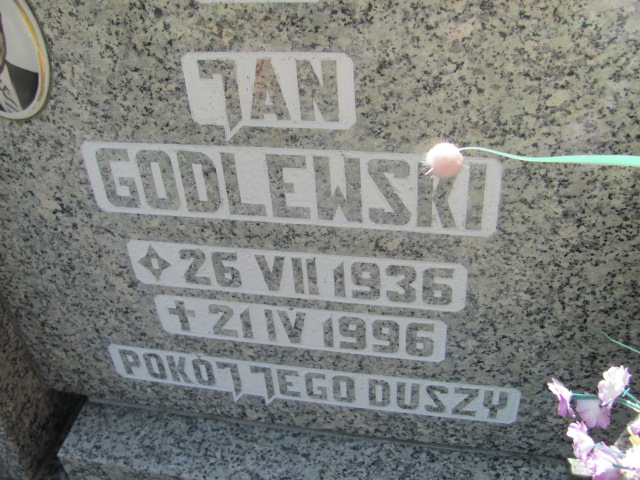 JAN
GODLEWSKI
✧ 26 VII 1936
✝ 21 IV 1996
POKÓJ JEGO DUSZY